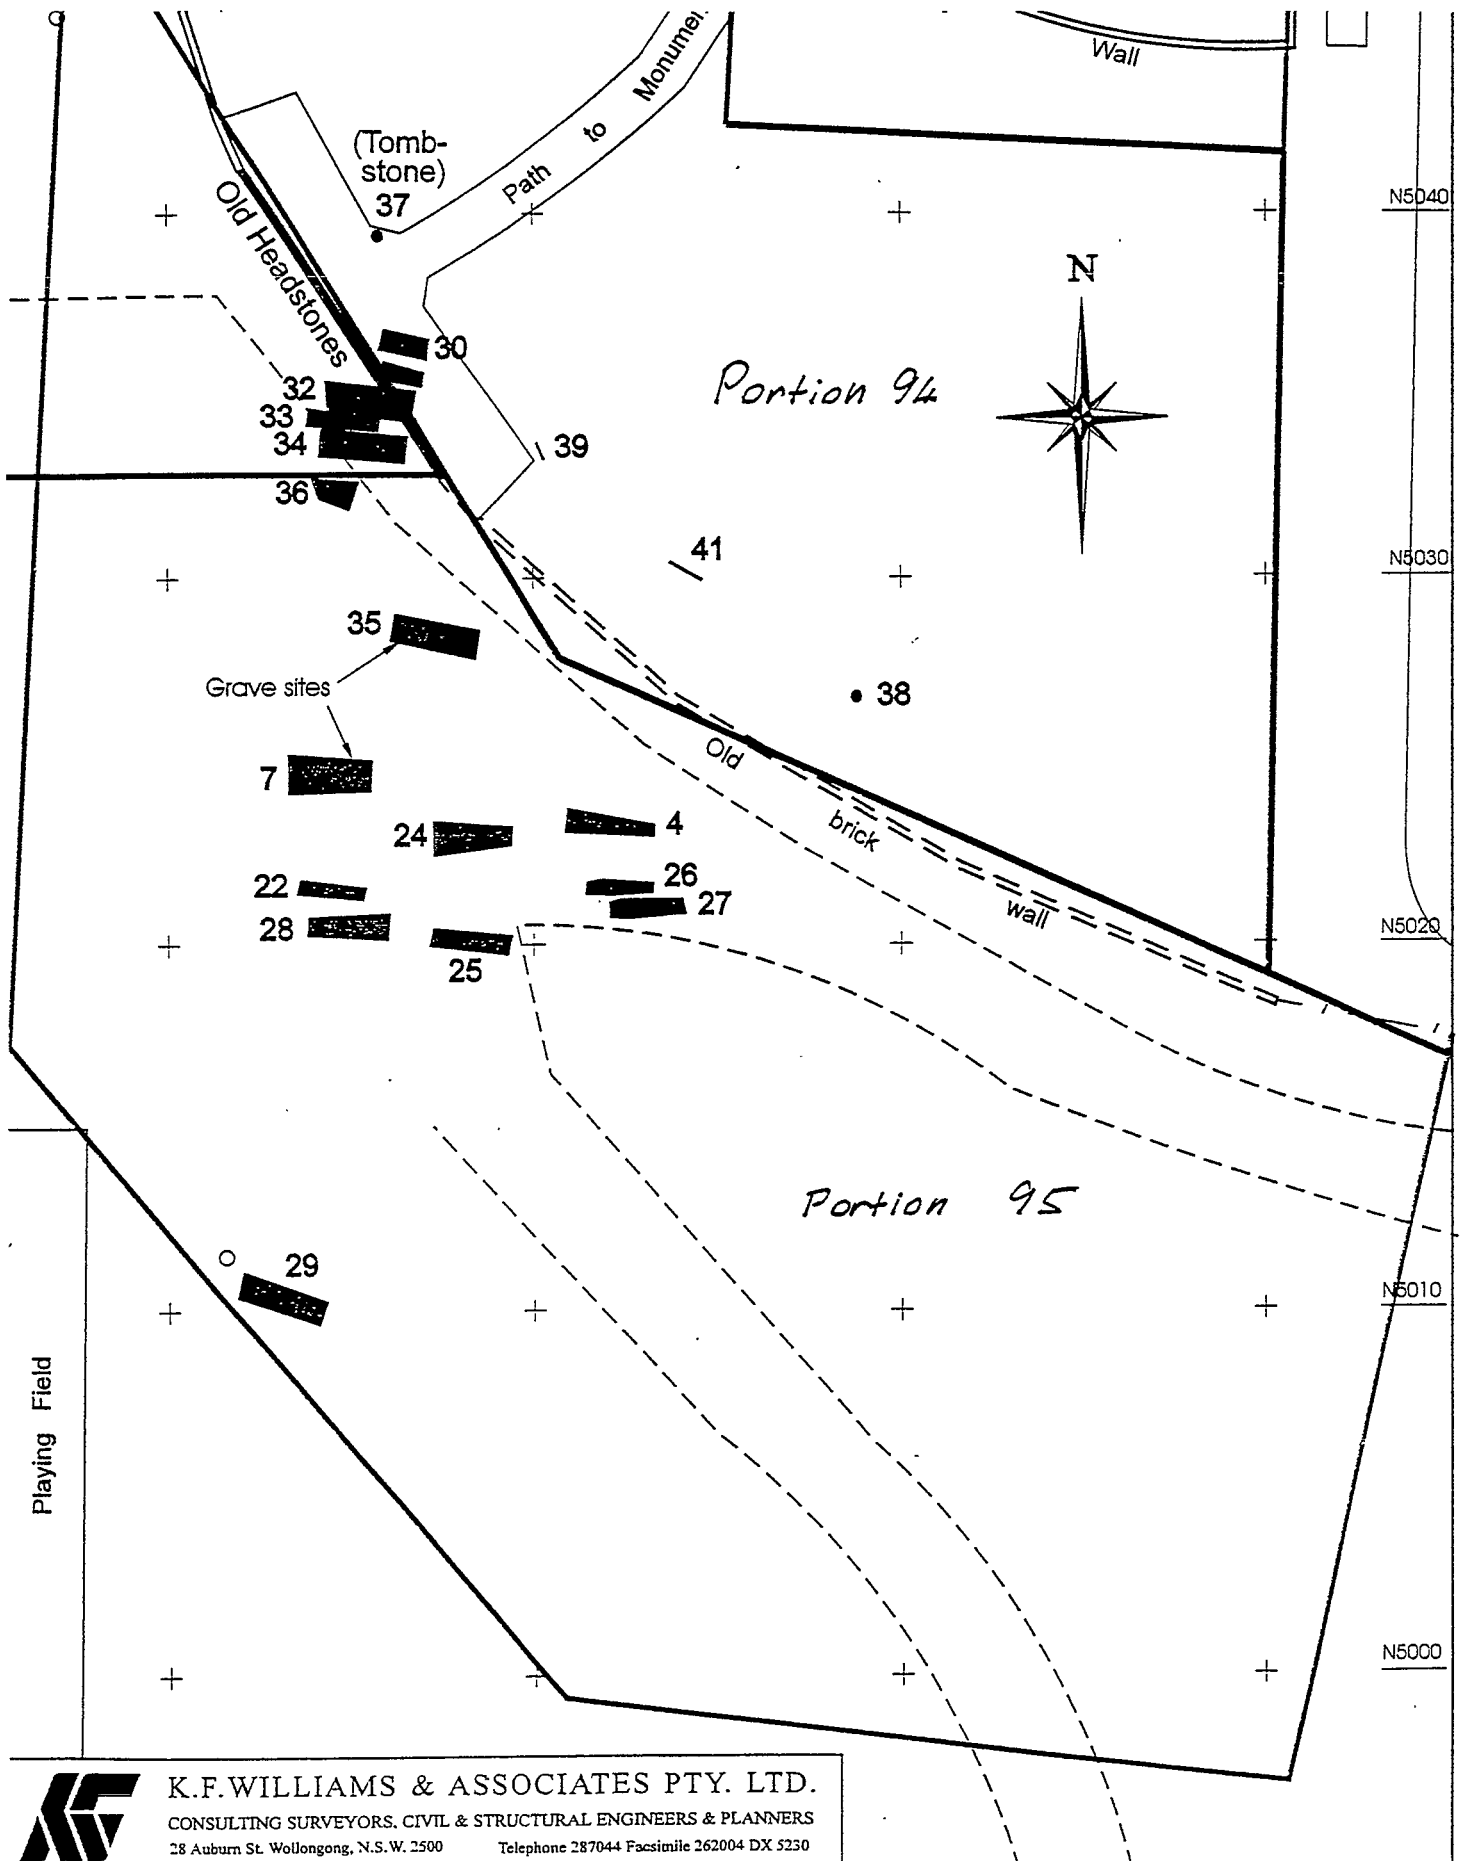 Wall
Path to Monumen
(Tomb-
stone)
37
N5040
Old Headstones
N
30
Portion 94
32
33
34
39
36
41
N5030
35
Grave sites
38
Old brick wall
7
24
4
22
26
27
28
25
N5020
Portion 95
29
N5010
Playing Field
N5000
K.F.WILLIAMS & ASSOCIATES PTY. LTD.
CONSULTING SURVEYORS, CIVIL & STRUCTURAL ENGINEERS & PLANNERS
28 Auburn St. Wollongong, N.S.W. 2500 Telephone 287044 Facsimile 262004 DX 5230